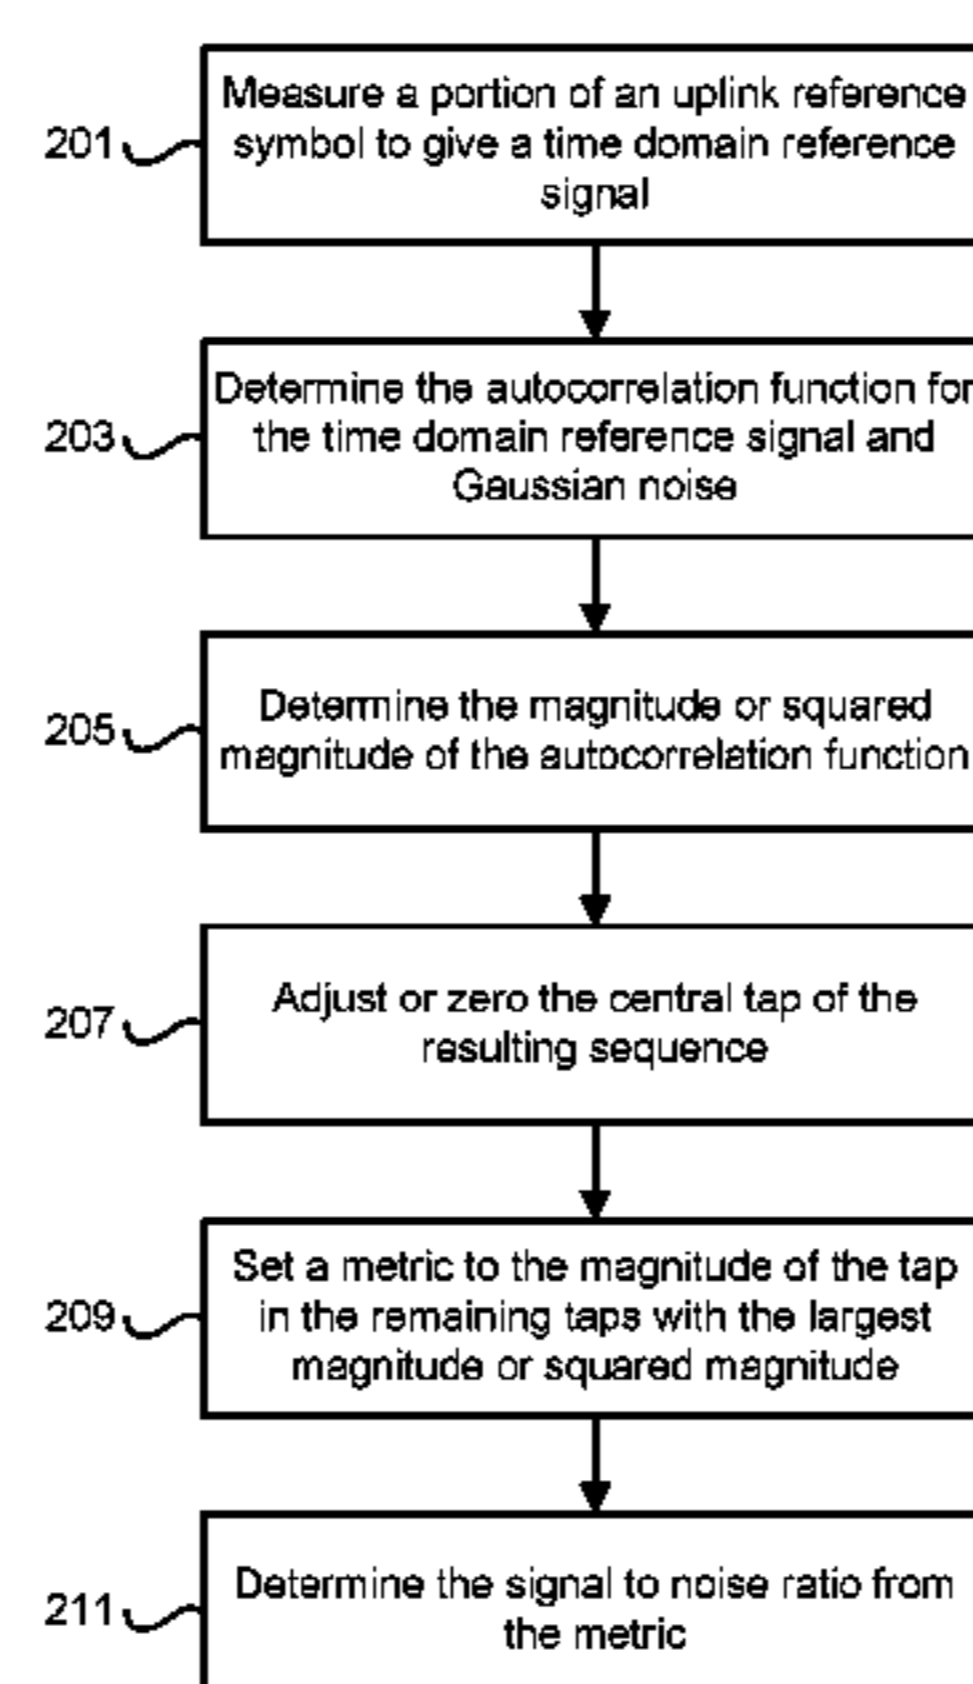 Measure a portion of an uplink reference
201
symbol to give a time domain reference
signal
Determine the autocorrelation function for
203
the time domain reference signal and
Gaussian noise
Determine the magnitude or squared
205
magnitude of the autocorrelation function
Adjust or zero the central tap of the
207
resulting sequence
Set a metric to the magnitude of the tap
209
in the remaining taps with the largest
magnitude or squared magnitude
Determine the signal to noise ratio from
211
the metric